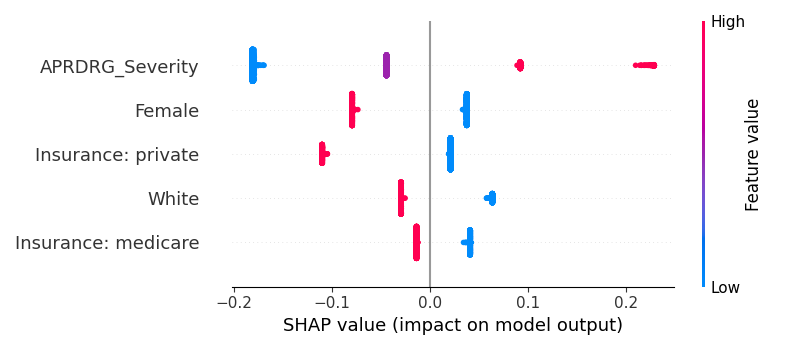 High
APRDRG_Severity
Female
Insurance: private
White
Insurance: medicare
Feature value
Low
−0.2 −0.1 0.0 0.1 0.2
SHAP value (impact on model output)